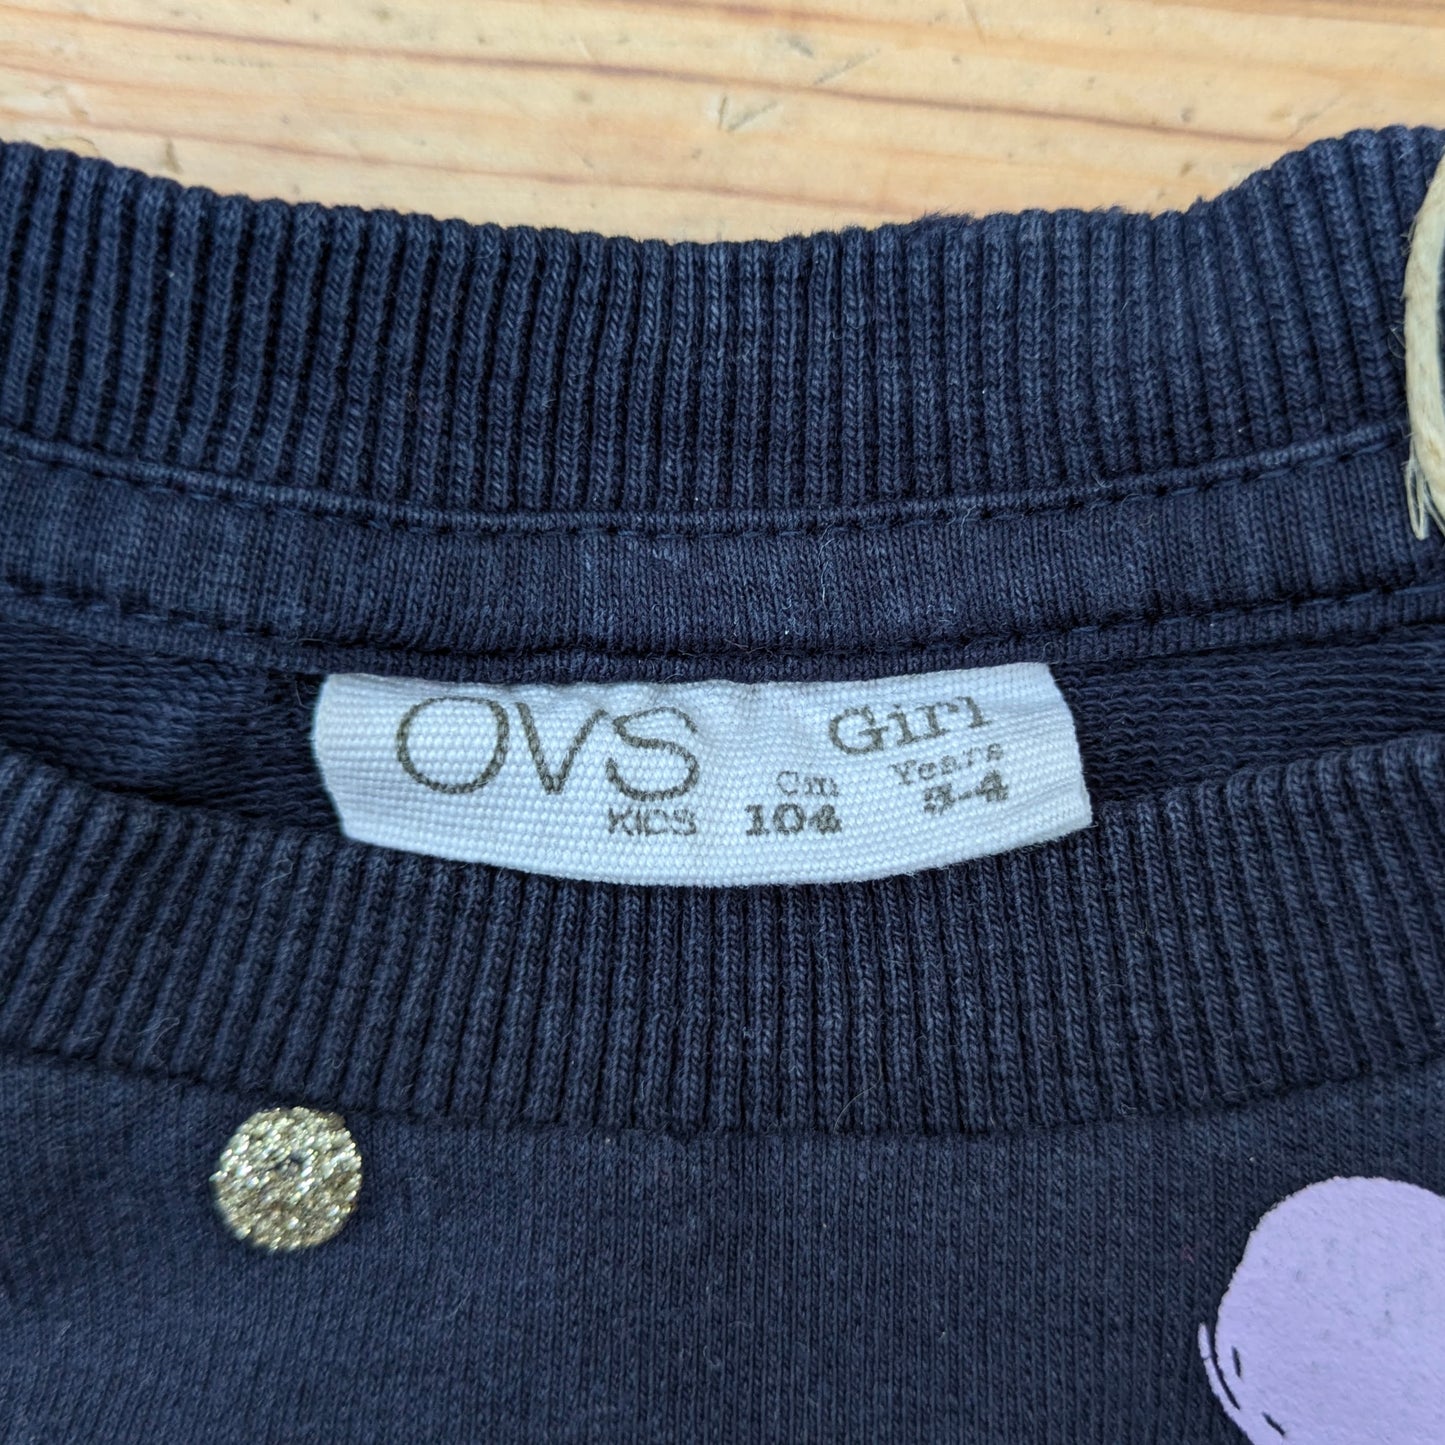 OVS
KIDS
Cm
104
Girl
Years
3-4